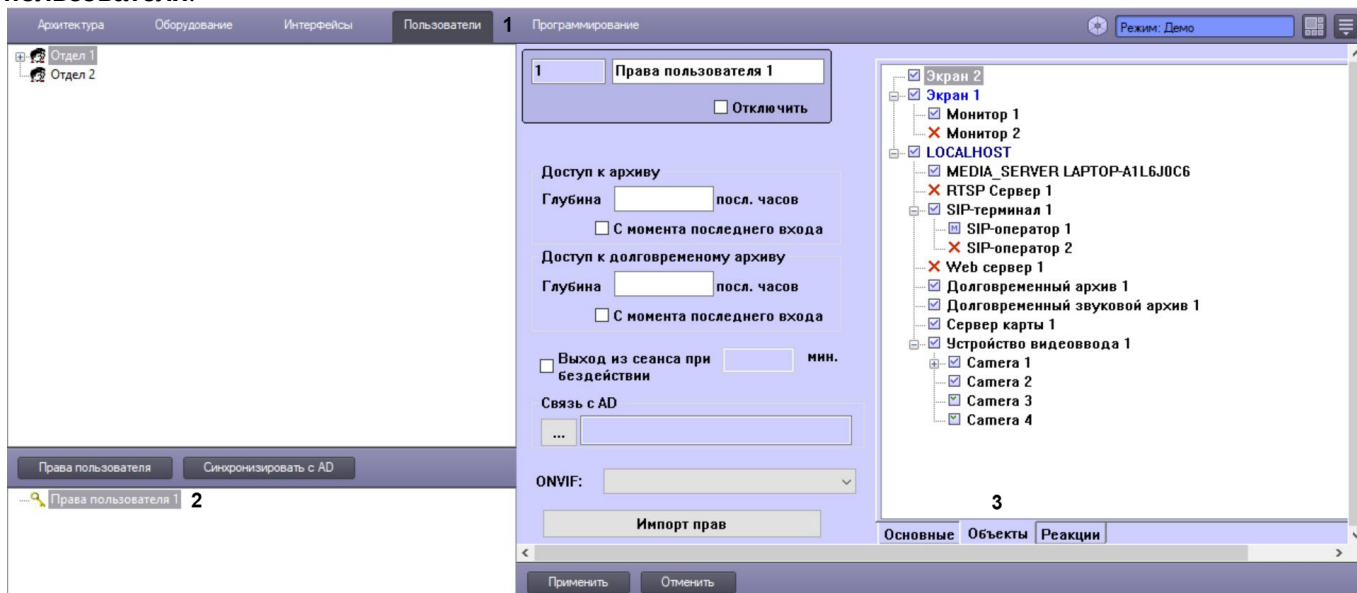 пользователи.
Архитектура Оборудование Интерфейсы Пользователи 1 Программирование Режим: Демо
Отдел 1
Отдел 2
1 Права пользователя 1
Отключить
Доступ к архиву
Глубина посл. часов
С момента последнего входа
Доступ к долговременому архиву
Глубина посл. часов
С момента последнего входа
Выход из сеанса при мин.
бездействии
Связь с AD
...
ONVIF:
Импорт прав
Экран 2
Экран 1
Монитор 1
Монитор 2
LOCALHOST
MEDIA_SERVER LAPTOP-A1L6J0C6
RTSP Сервер 1
SIP-терминал 1
SIP-оператор 1
SIP-оператор 2
Web сервер 1
Долговременный архив 1
Долговременный звуковой архив 1
Сервер карты 1
Устройство видеоввода 1
Camera 1
Camera 2
Camera 3
Camera 4
3
Основные Объекты Реакции
Права пользователя Синхронизировать с AD
Права пользователя 1 2
Применить Отменить